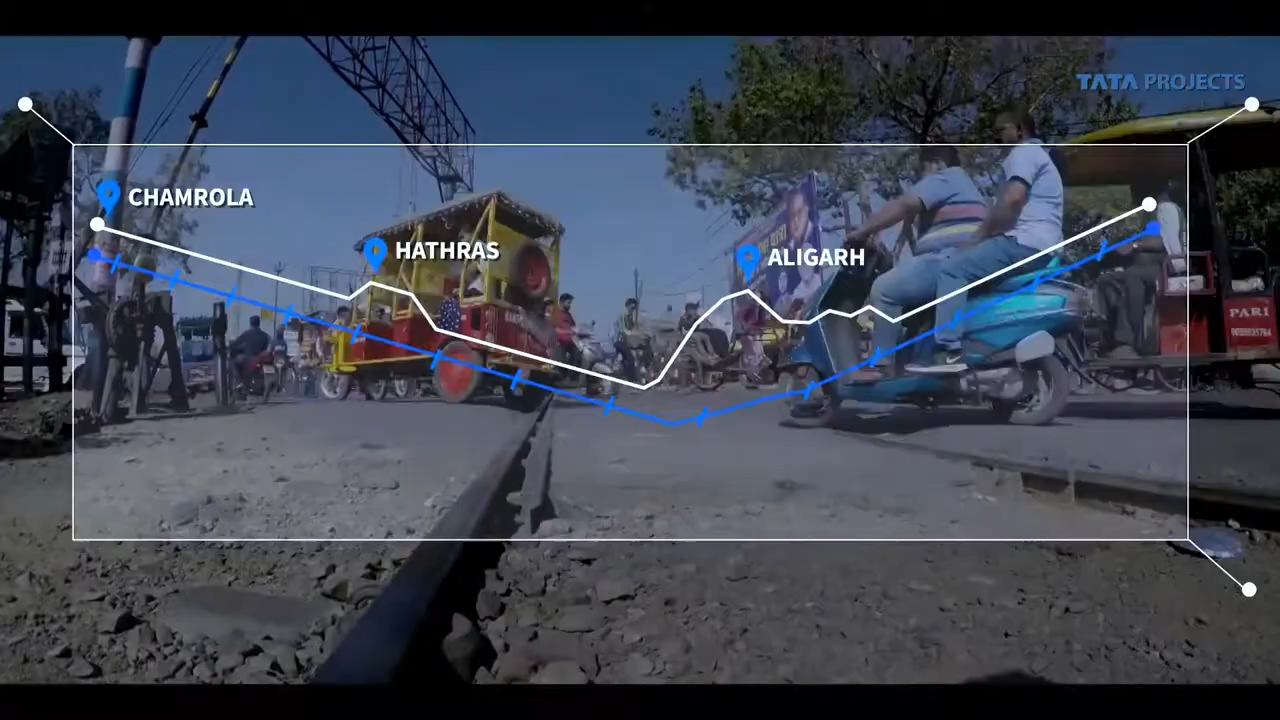 TATA PROJECTS
CHAMROLA
HATHRAS
ALIGARH
PARI